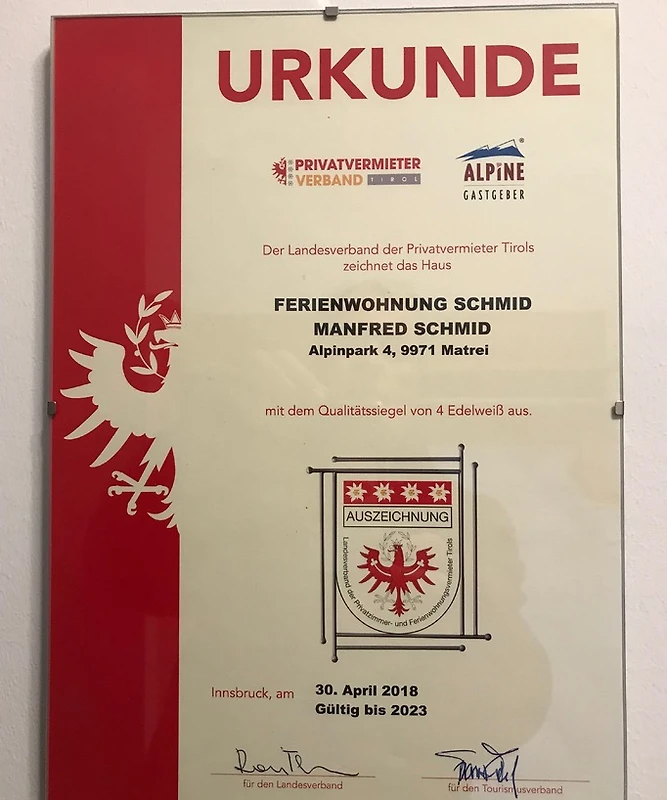 URKUNDE
PRIVATVERMIETER
VERBAND TIROL
ALPINE
GASTGEBER
Der Landesverband der Privatvermieter Tirols
zeichnet das Haus
FERIENWOHNUNG SCHMID
MANFRED SCHMID
Alpinpark 4, 9971 Matrei
mit dem Qualitätssiegel von 4 Edelweiß aus.
AUSZEICHNUNG
Landesverband der Privatzimmer- und Ferienwohnungsvermieter Tirols
Innsbruck, am 30. April 2018
Gültig bis 2023
für den Landesverband
für den Tourismusverband